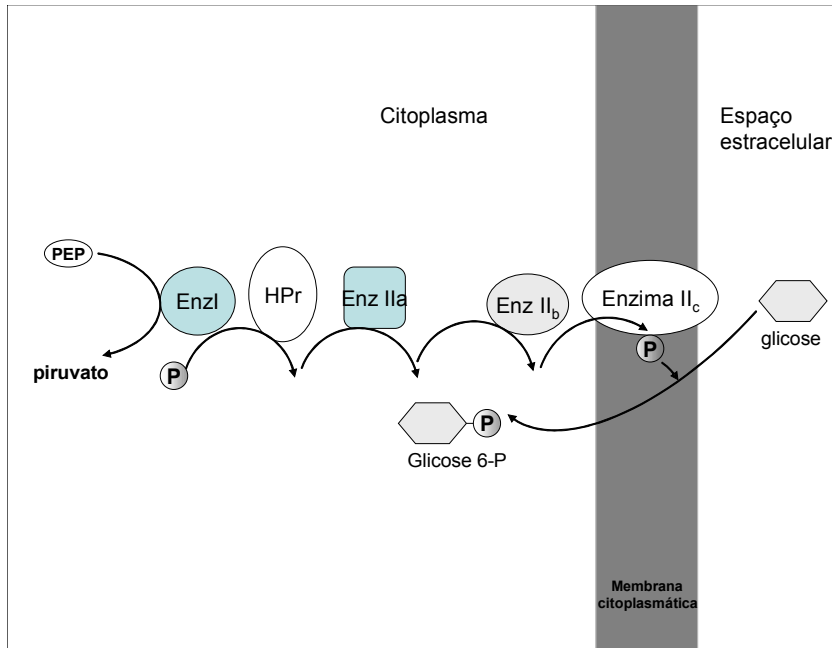 Citoplasma
Espaço
estracelular
PEP
EnzI
HPr
Enz IIa
Enz IIb
Enzima IIc
glicose
P
P
piruvato
P
Glicose 6-P
Membrana
citoplasmática